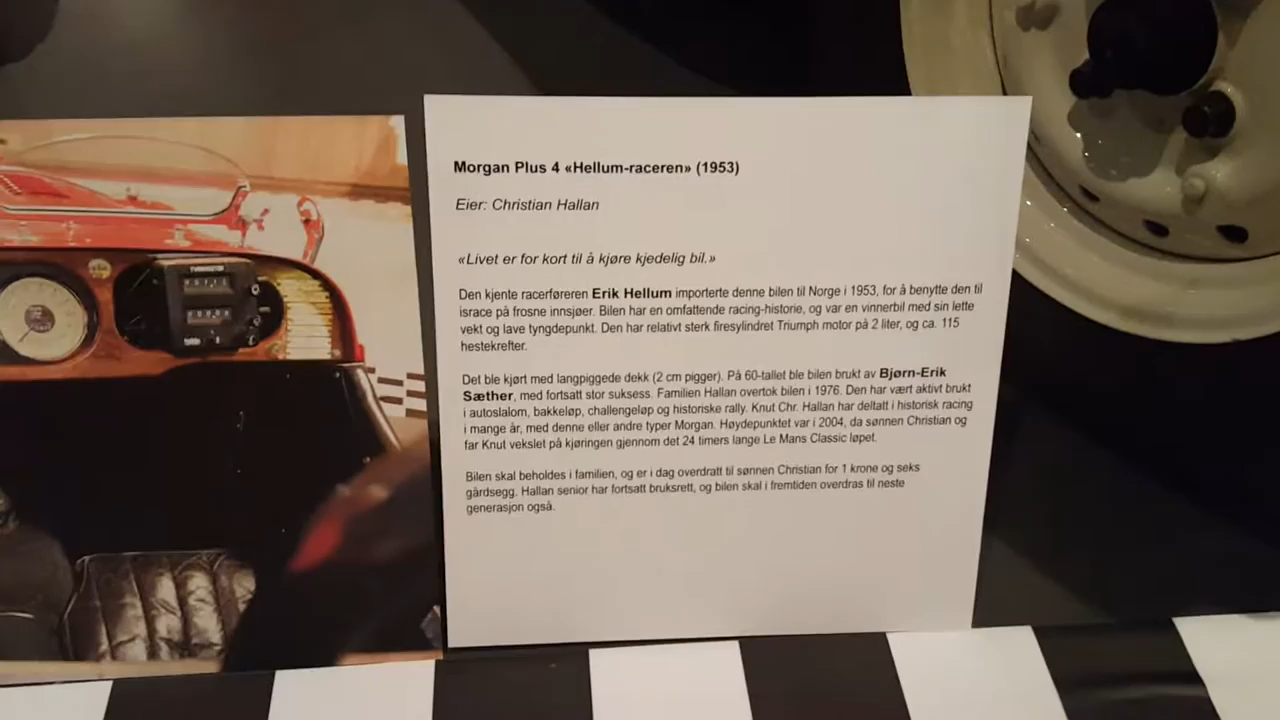 Morgan Plus 4 «Hellum-raceren» (1953)
Eier: Christian Hallan
«Livet er for kort til å kjøre kjedelig bil.»
Den kjente racerføreren Erik Hellum importerte denne bilen til Norge i 1953, for å benytte den til
israce på frosne innsjøer. Bilen har en omfattende racing-historie, og var en vinnerbil med sin lette
vekt og lave tyngdepunkt. Den har relativt sterk firesylindret Triumph motor på 2 liter, og ca. 115
hestekrefter.
Det ble kjørt med langpiggede dekk (2 cm pigger). På 60-tallet ble bilen brukt av Bjørn-Erik
Sæther, med fortsatt stor suksess. Familien Hallan overtok bilen i 1976. Den har vært aktivt brukt
i autoslalom, bakkeløp, challengeløp og historiske rally. Knut Chr. Hallan har deltatt i historisk racing
i mange år, med denne eller andre typer Morgan. Høydepunktet var i 2004, da sønnen Christian og
far Knut vekslet på kjøringen gjennom det 24 timers lange Le Mans Classic løpet.
Bilen skal beholdes i familien, og er i dag overdratt til sønnen Christian for 1 krone og seks
gårdsegg. Hallan senior har fortsatt bruksrett, og bilen skal i fremtiden overdras til neste
generasjon også.